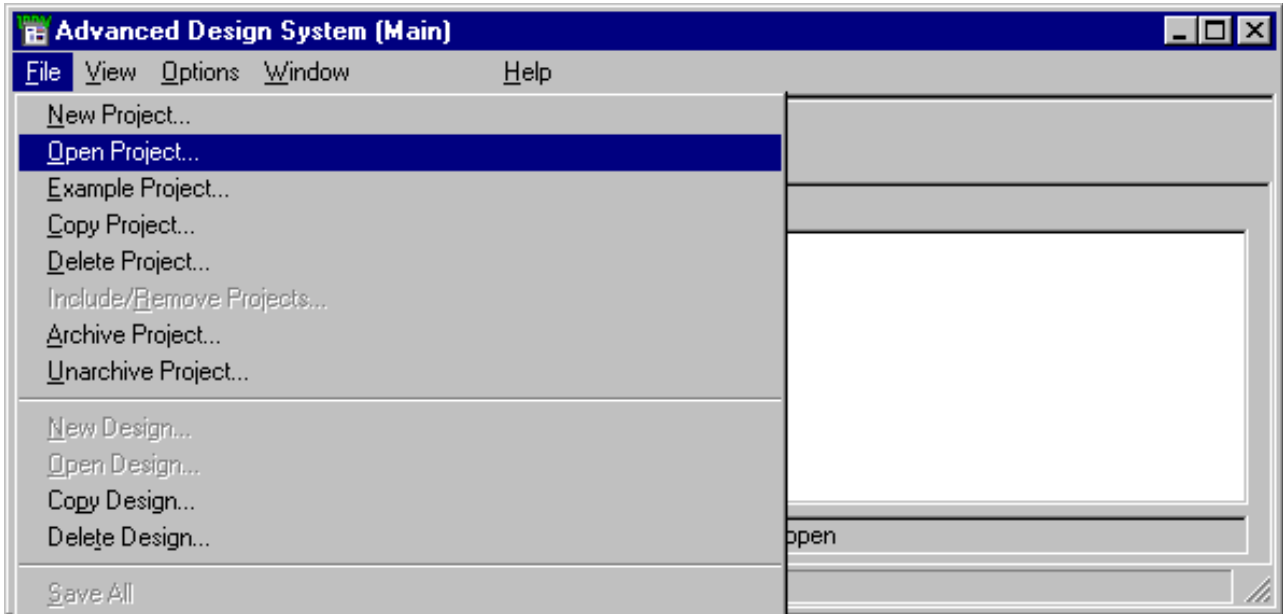 Advanced Design System (Main)
File View Options Window Help
New Project...
Open Project...
Example Project...
Copy Project...
Delete Project...
Include/Remove Projects...
Archive Project...
Unarchive Project...
New Design...
Open Design...
Copy Design...
Delete Design...
open
Save All